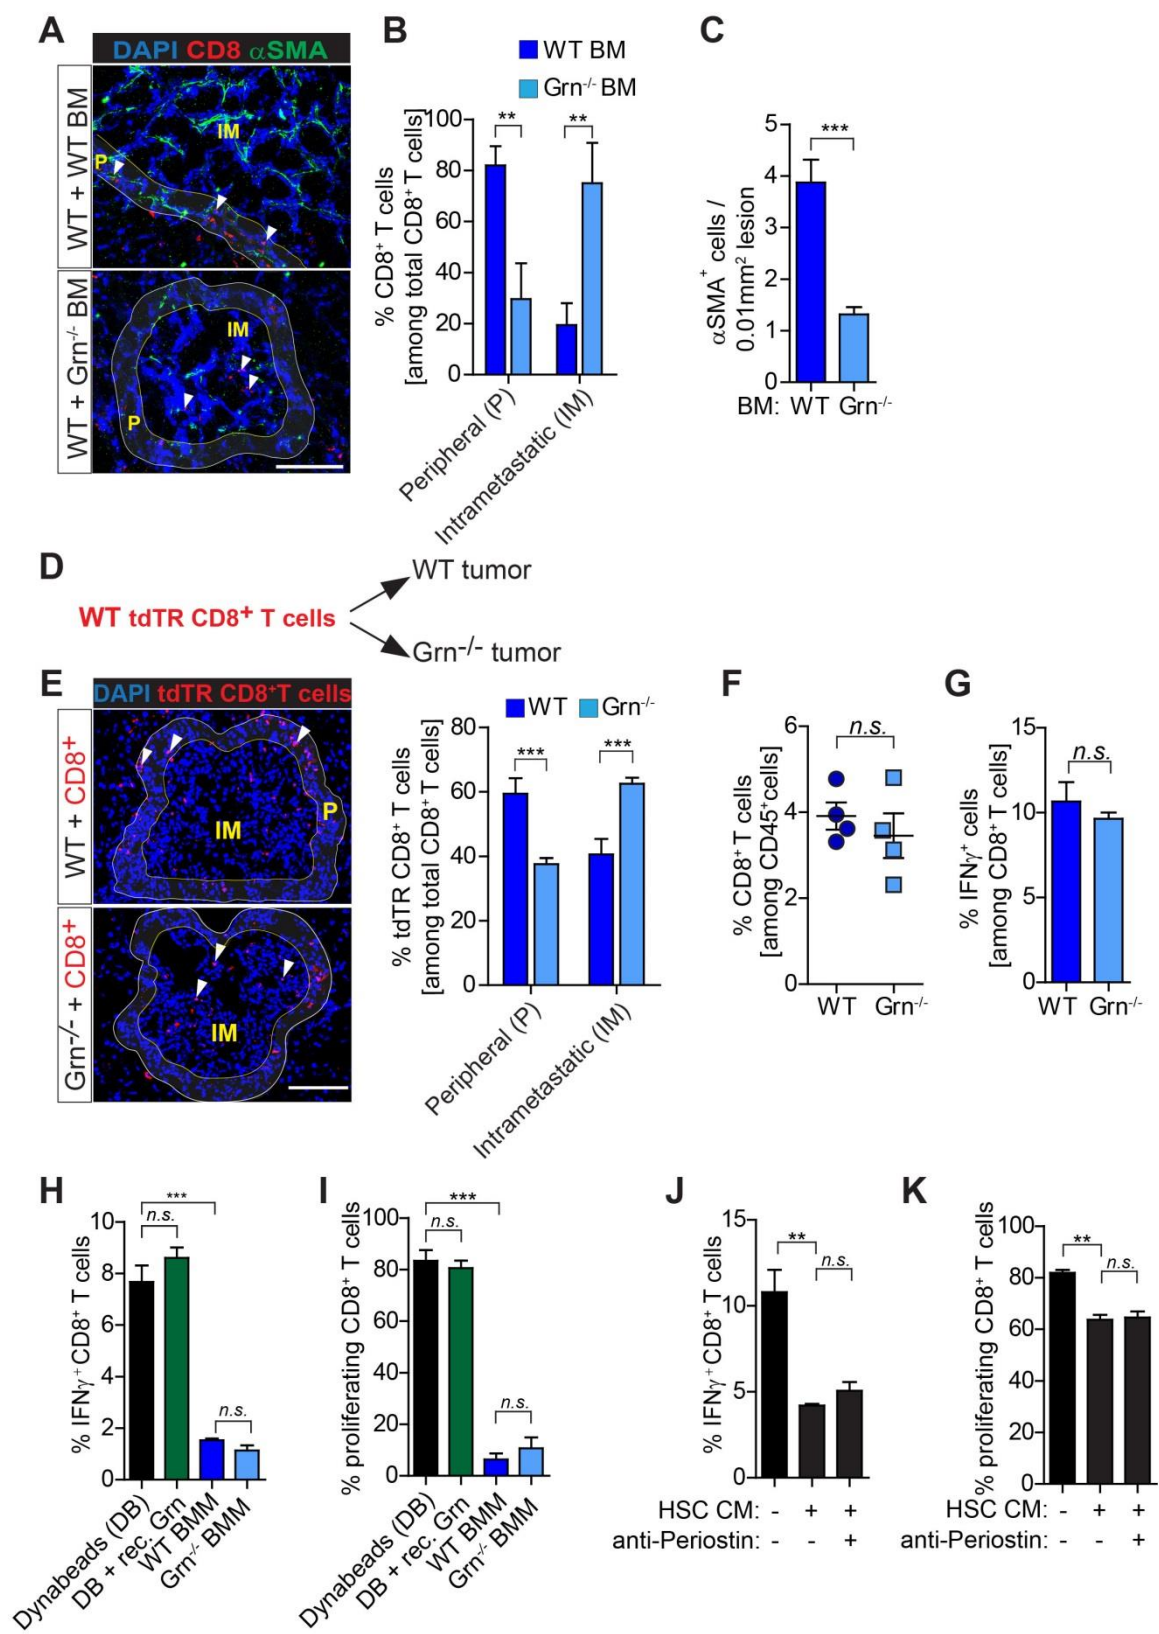 A
DAPI CD8 αSMA
WT + WT BM
IM
P
WT + Grn-/- BM
IM
P
B
WT BM
Grn-/- BM
% CD8+ T cells
[among total CD8+ T cells]
100
80
60
40
20
0
**
**
Peripheral (P)
Intrametastatic (IM)
C
αSMA+ cells /
0.01mm² lesion
5
4
3
2
1
0
***
BM: WT Grn-/-
D
WT tdTR CD8+ T cells
WT tumor
Grn-/- tumor
E
DAPI tdTR CD8+T cells
WT + CD8+
P
IM
Grn-/- + CD8+
IM
WT Grn-/-
% tdTR CD8+ T cells
[among total CD8+ T cells]
80
60
40
20
0
***
***
Peripheral (P)
Intrametastatic (IM)
F
% CD8+ T cells
[among CD45+cells]
6
4
2
0
n.s.
WT Grn-/-
G
% IFNγ+ cells
[among CD8+ T cells]
15
10
5
0
n.s.
WT Grn-/-
H
% IFNγ+ CD8+ T cells
10
8
6
4
2
0
***
n.s.
n.s.
Dynabeads (DB)
DB + rec. Grn
WT BMM
Grn-/- BMM
I
% proliferating CD8+ T cells
100
80
60
40
20
0
***
n.s.
n.s.
Dynabeads (DB)
DB + rec. Grn
WT BMM
Grn-/- BMM
J
% IFNγ+ CD8+ T cells
15
10
5
0
**
n.s.
HSC CM: - + +
anti-Periostin: - - +
K
% proliferating CD8+ T cells
100
80
60
40
20
0
**
n.s.
HSC CM: - + +
anti-Periostin: - - +